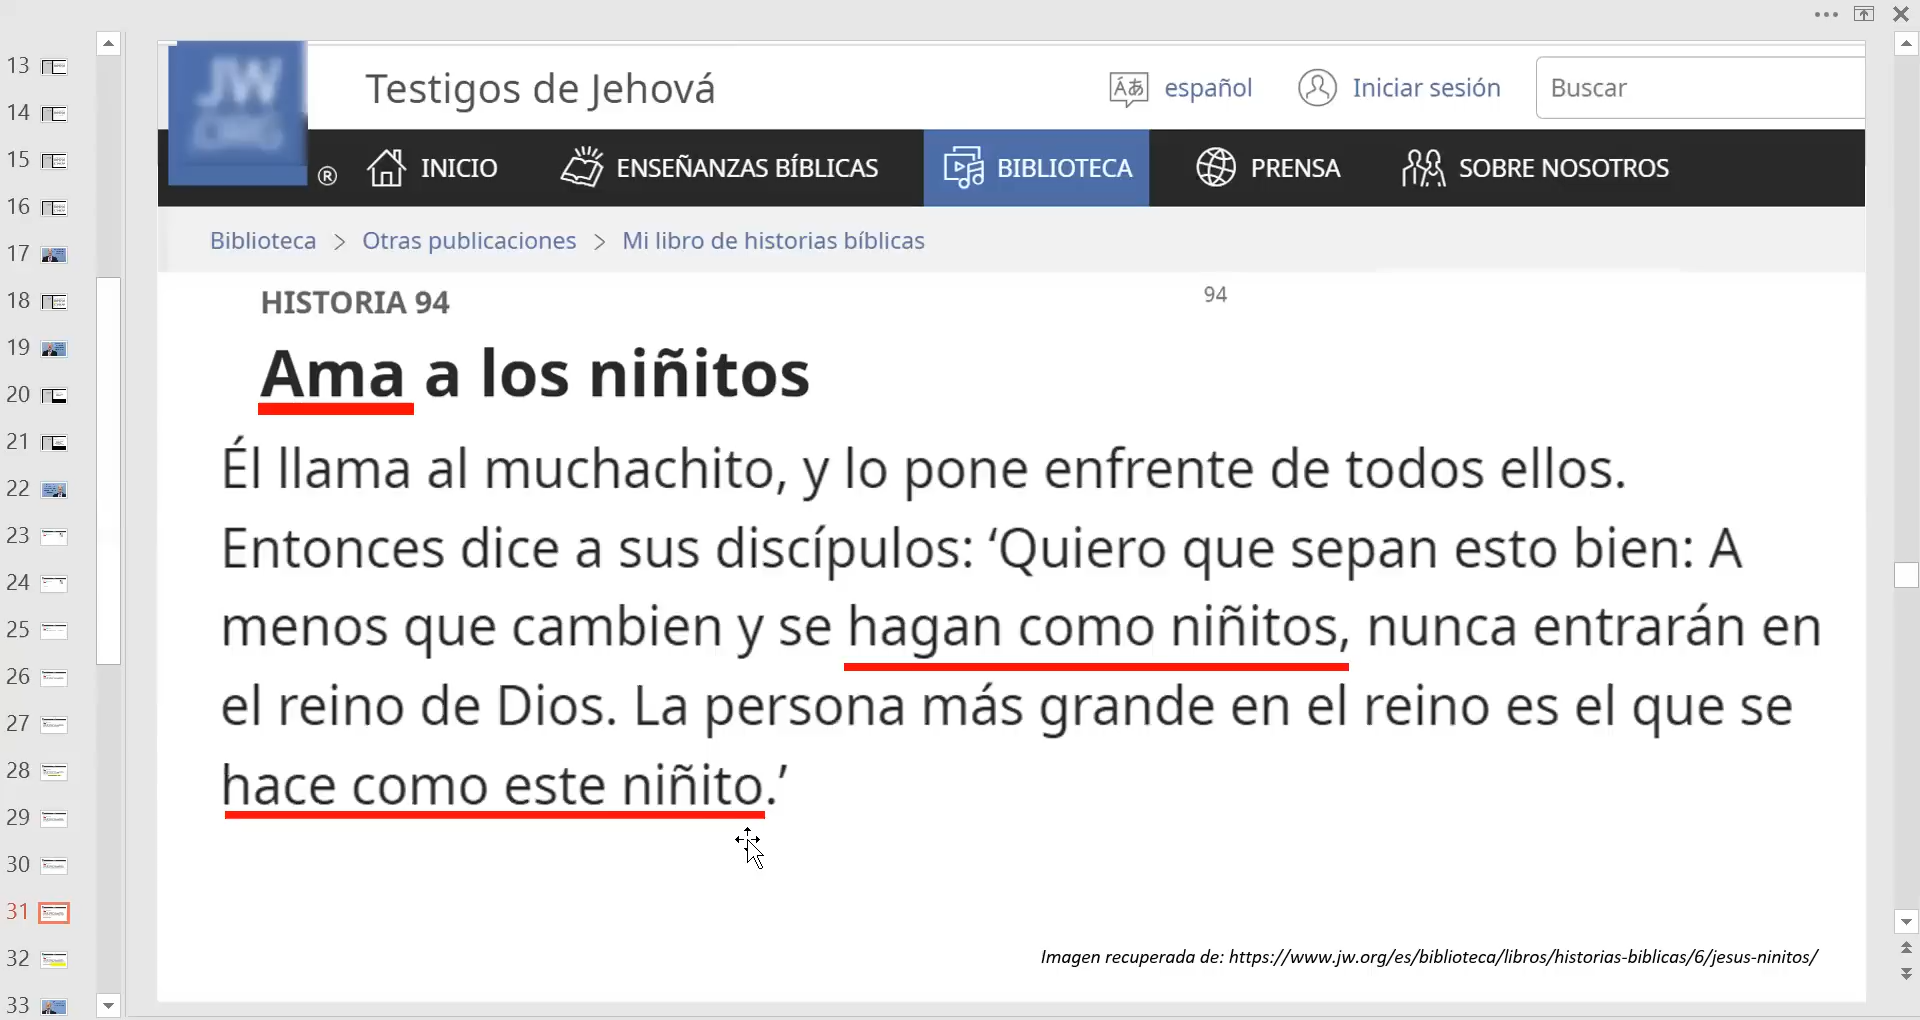 13
14
15
16
17
18
19
20
21
22
23
24
25
26
27
28
29
30
31
32
33
JW
ORG
®
Testigos de Jehová
español
Iniciar sesión
Buscar
INICIO
ENSEÑANZAS BÍBLICAS
BIBLIOTECA
PRENSA
SOBRE NOSOTROS
Biblioteca > Otras publicaciones > Mi libro de historias bíblicas
HISTORIA 94
94
Ama a los niñitos
Él llama al muchachito, y lo pone enfrente de todos ellos.
Entonces dice a sus discípulos: ‘Quiero que sepan esto bien: A
menos que cambien y se hagan como niñitos, nunca entrarán en
el reino de Dios. La persona más grande en el reino es el que se
hace como este niñito.’
Imagen recuperada de: https://www.jw.org/es/biblioteca/libros/historias-biblicas/6/jesus-ninitos/